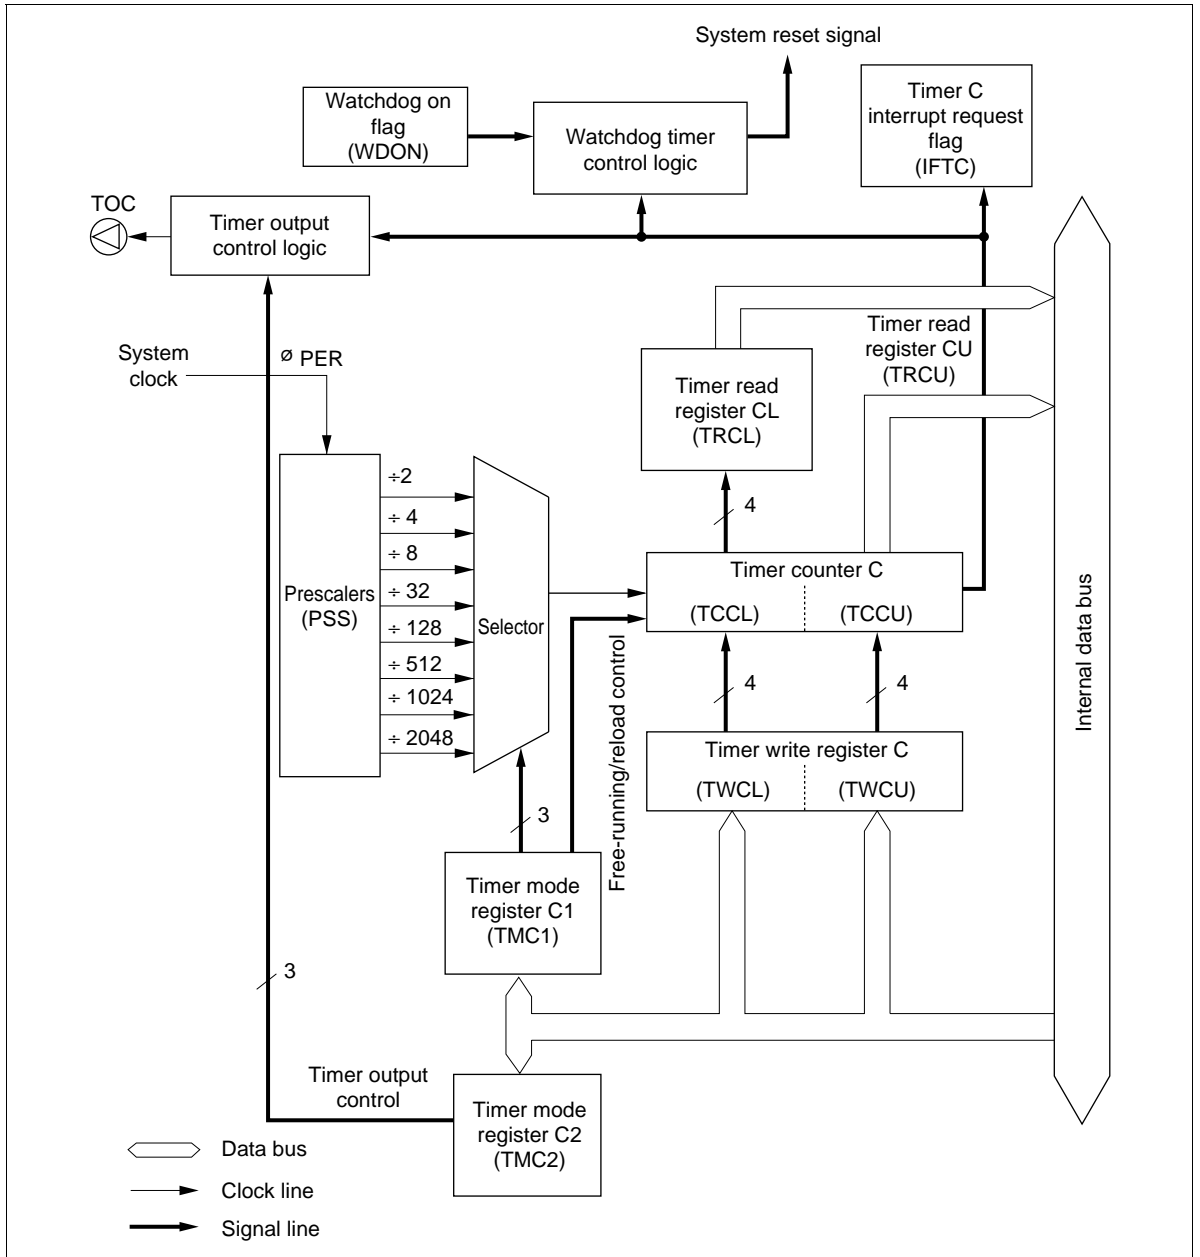 System reset signal
Watchdog on
flag
(WDON)
Watchdog timer
control logic
Timer C
interrupt request
flag
(IFTC)
TOC
Timer output
control logic
System
clock
ø PER
Timer read
register CL
(TRCL)
Timer read
register CU
(TRCU)
Prescalers
(PSS)
÷2
÷ 4
÷ 8
÷ 32
÷ 128
÷ 512
÷ 1024
÷ 2048
Selector
4
Timer counter C
(TCCL)
(TCCU)
Free-running/reload control
4
4
Timer write register C
(TWCL)
(TWCU)
Internal data bus
3
Timer mode
register C1
(TMC1)
3
Timer output
control
Timer mode
register C2
(TMC2)
Data bus
Clock line
Signal line